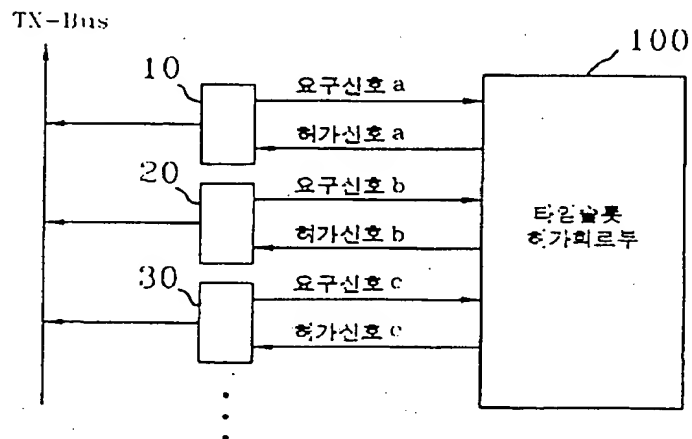 TX-Bus
100
10
요구신호 a
허가신호 a
20
요구신호 b
허가신호 b
타임슬롯
허가회로부
30
요구신호 c
허가신호 c